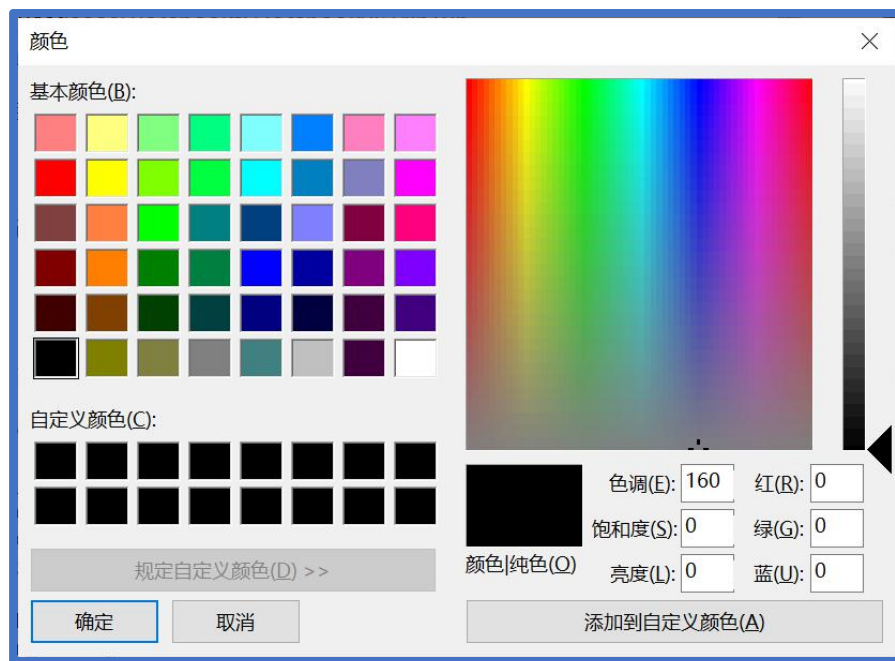 颜色
基本颜色(B):
自定义颜色(C):
规定自定义颜色(D) >>
确定
取消
颜色|纯色(O)
色调(E): 160
红(R): 0
饱和度(S): 0
绿(G): 0
亮度(L): 0
蓝(U): 0
添加到自定义颜色(A)